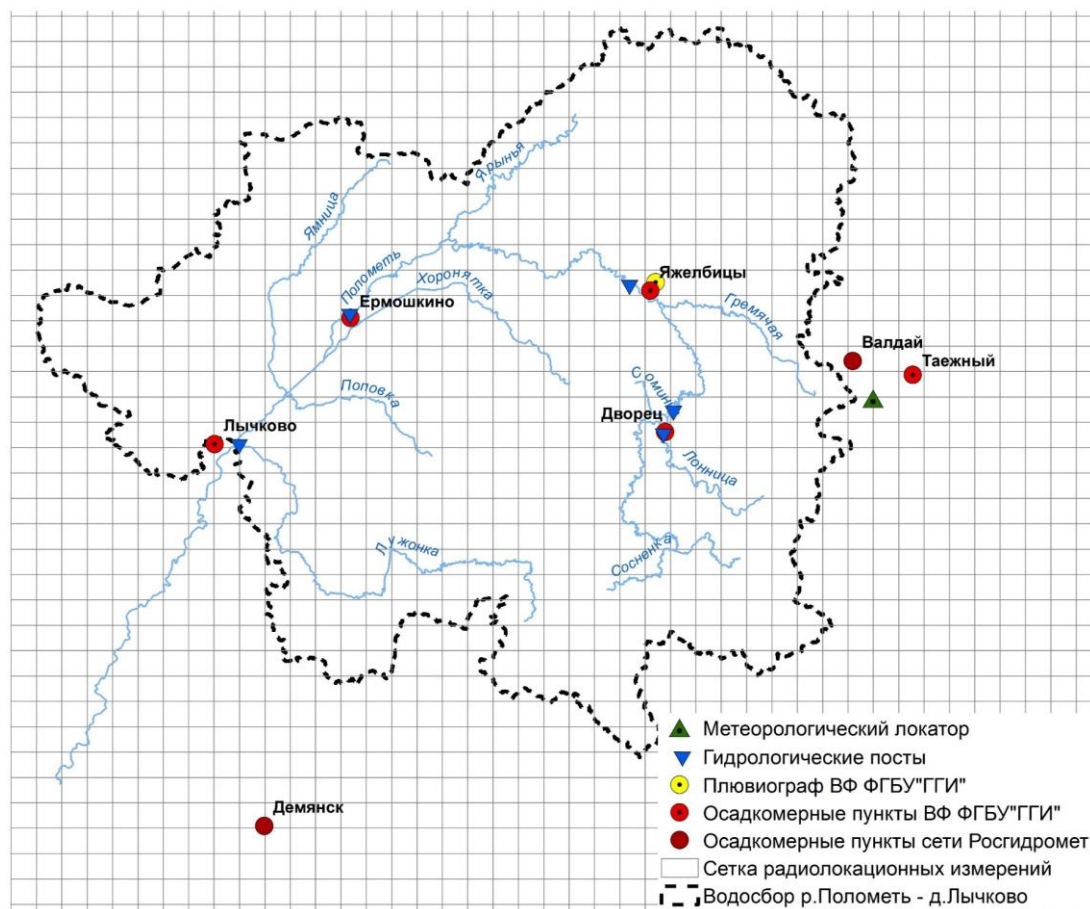 Ярынья
Ямница
Полометь
Хоронятка
Яжелбицы
Ермошкино
Гремячая
Валдай
Таежный
Поповка
Соминка
Дворец
Лычково
Лонница
Лужонка
Сосненка
Демянск
Метеорологический локатор
Гидрологические посты
Плювиограф ВФ ФГБУ"ГГИ"
Осадкомерные пункты ВФ ФГБУ"ГГИ"
Осадкомерные пункты сети Росгидромет
Сетка радиолокационных измерений
Водосбор р.Полометь - д.Лычково